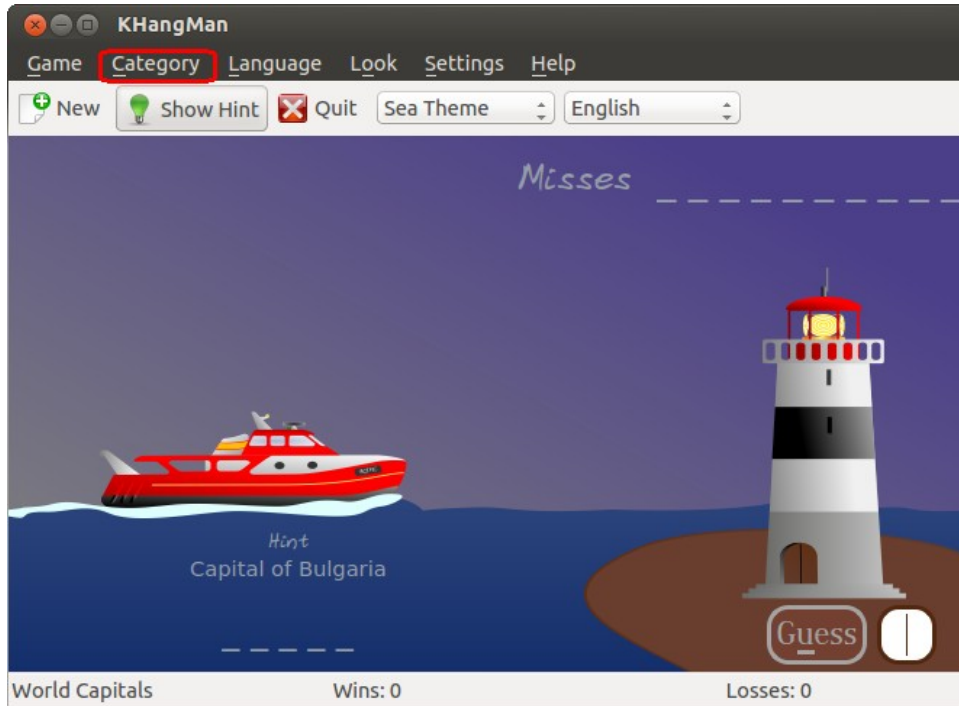 KHangMan
Game Category Language Look Settings Help
New Show Hint Quit Sea Theme English
Misses
Hint
Capital of Bulgaria
Guess
World Capitals Wins: 0 Losses: 0